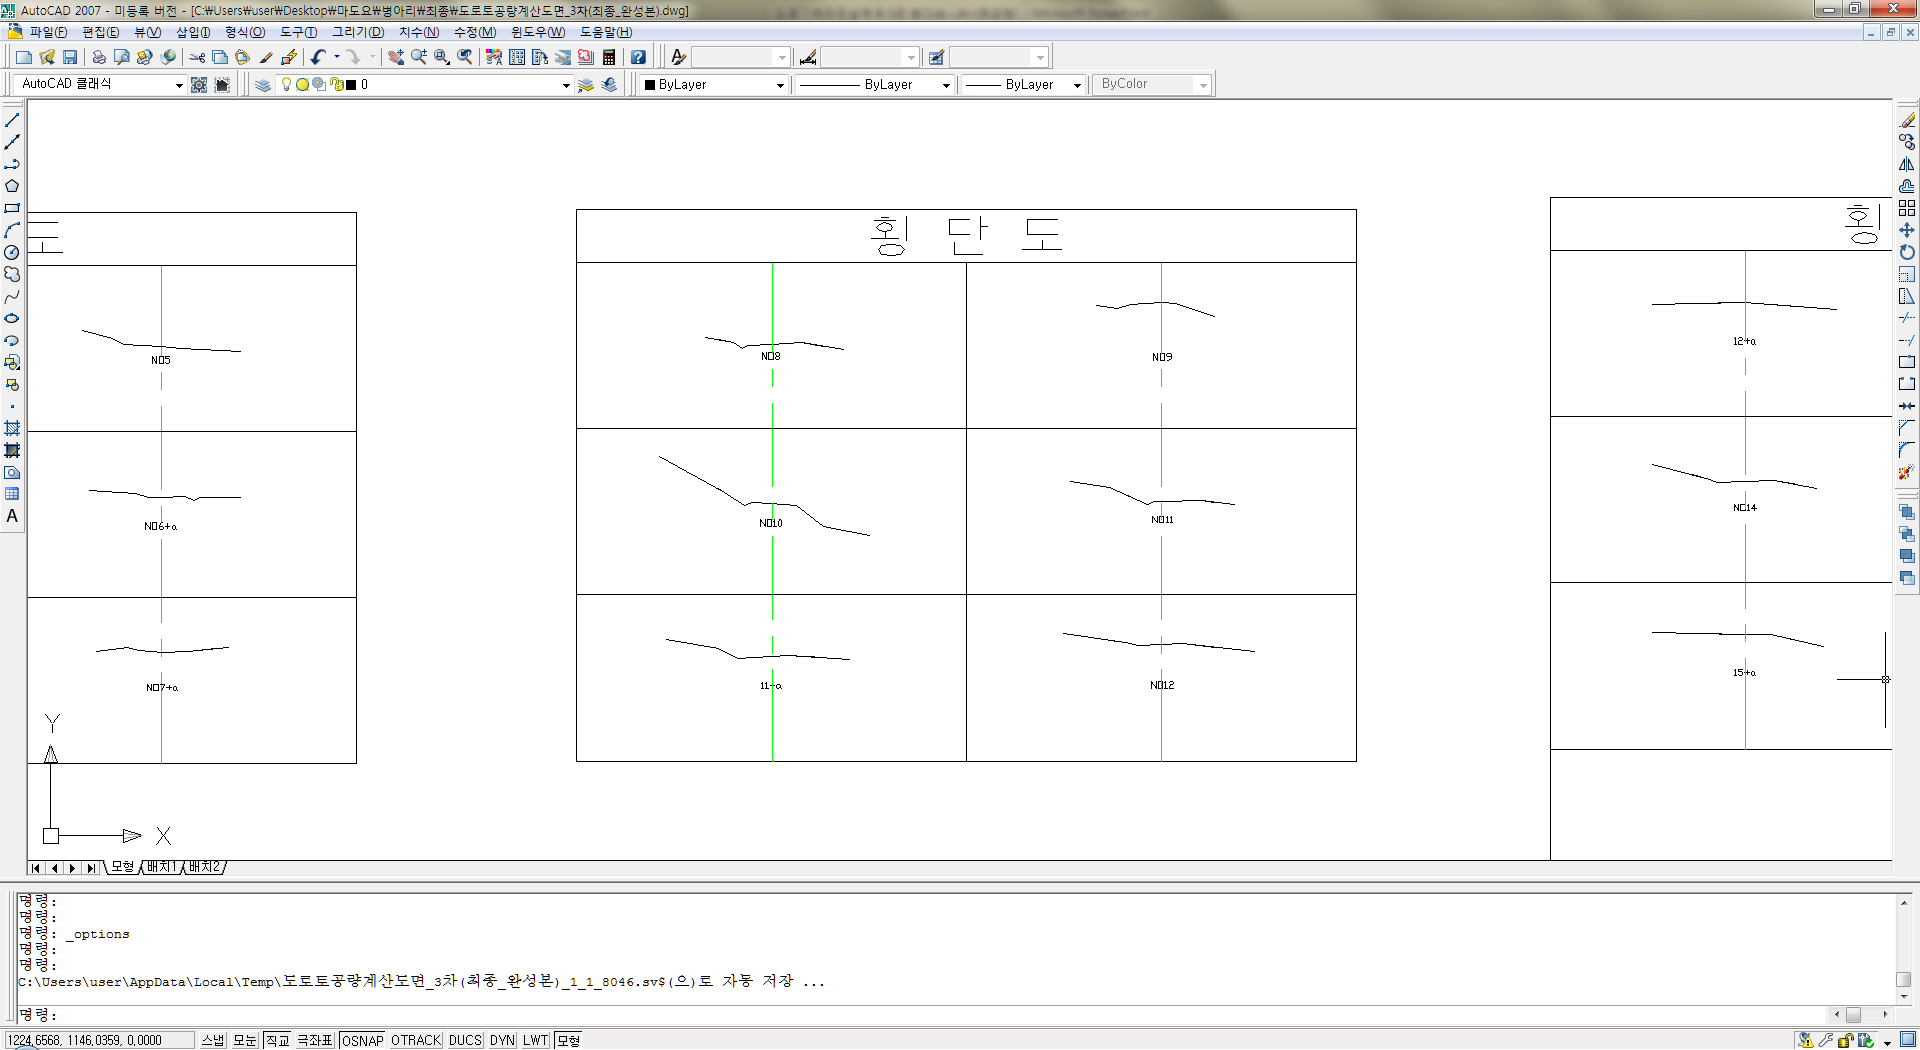 AutoCAD 2007 - 미등록 버전 - [C:₩Users₩user₩Desktop₩마도요₩병아리₩최종₩도로토공량계산도면_3차(최종_완성본).dwg]
파일(F) 편집(E) 뷰(V) 삽입(I) 형식(O) 도구(T) 그리기(D) 치수(N) 수정(M) 윈도우(W) 도움말(H)
AutoCAD 클래식 0 ByLayer ByLayer ByLayer ByColor
도 횡 단 도 횡
NO5 NO8 NO9 12+a
NO6+a NO10 NO11 NO14
NO7+a 11+a NO12 15+a
Y
X
모형 배치1 배치2
명령:
명령:
명령: _options
명령:
명령:
C:\Users\user\AppData\Local\Temp\도로토공량계산도면_3차(최종_완성본)_1_1_8046.sv$(으)로 자동 저장 ...
명령:
1224,6568, 1146,0359, 0,0000 스냅 모눈 직교 극좌표 OSNAP OTRACK DUCS DYN LWT 모형